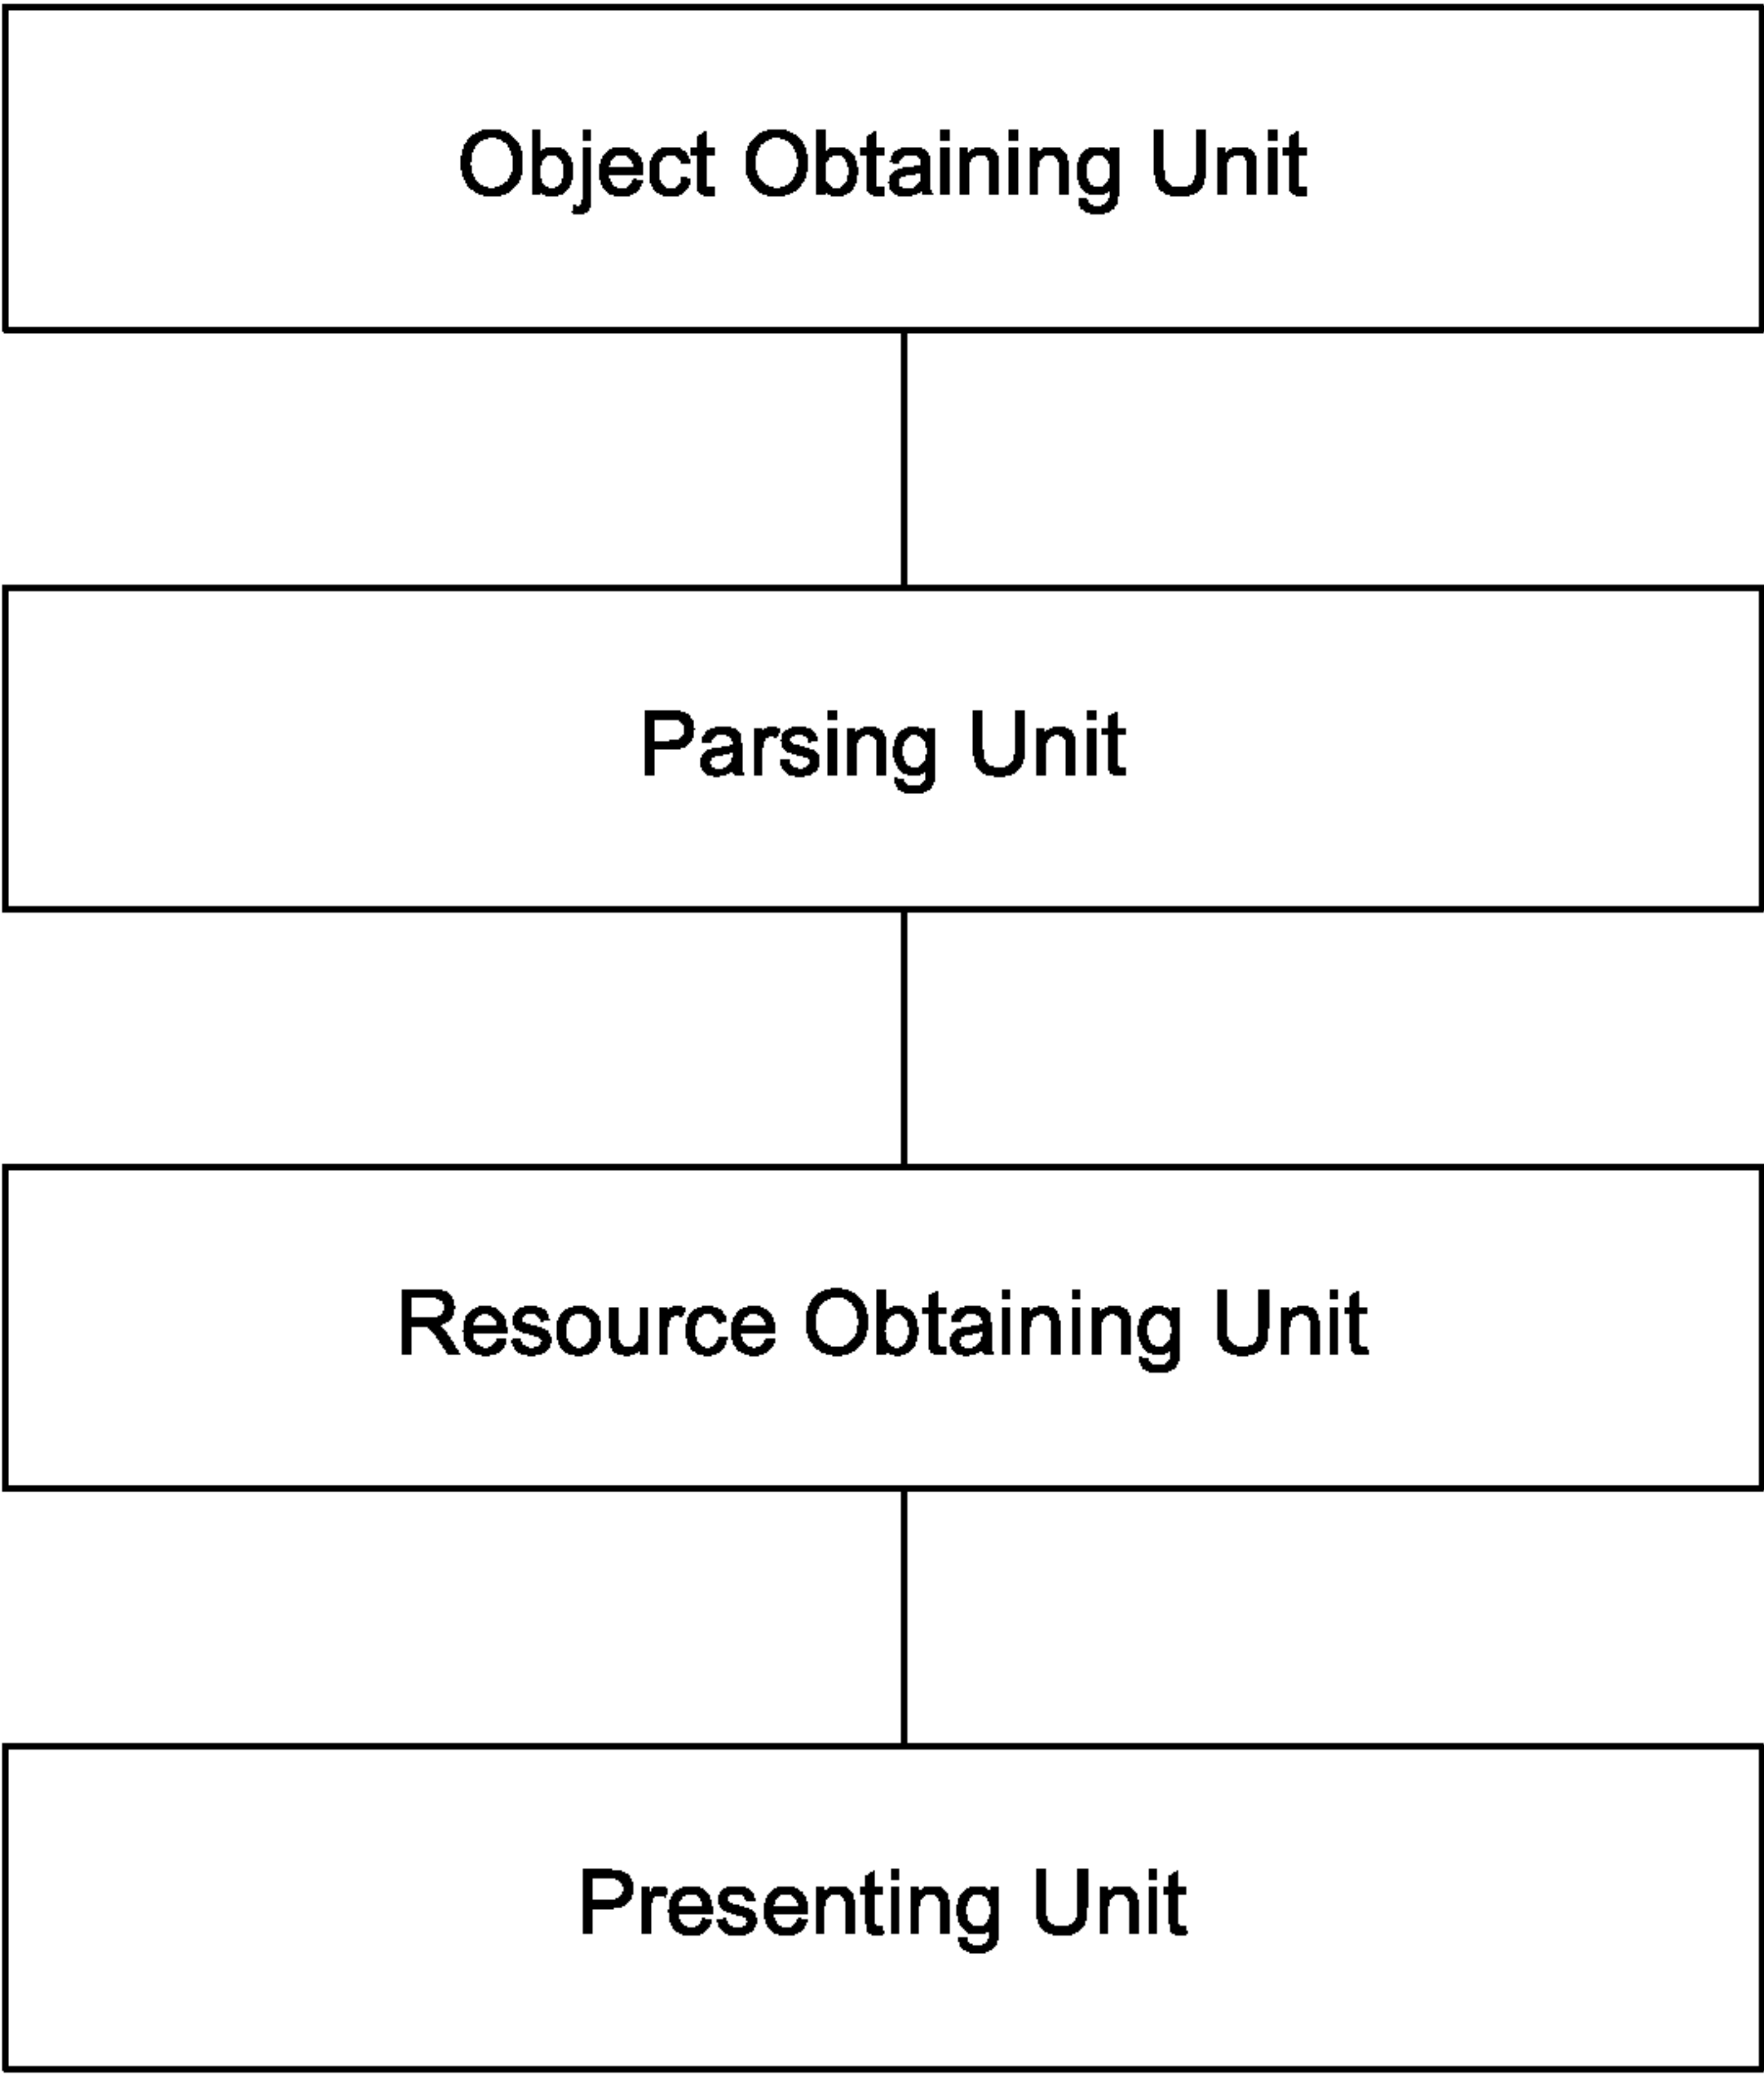 Object Obtaining Unit
Parsing Unit
Resource Obtaining Unit
Presenting Unit